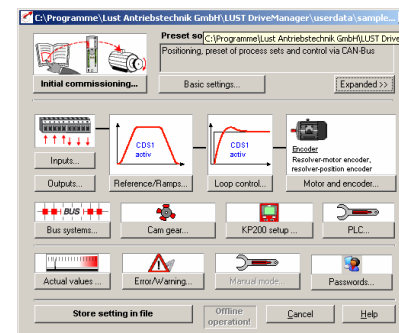 C:\Programme\Lust Antriebstechnik GmbH\LUST DriveManager\userdata\sample...
Preset so
C:\Programme\Lust Antriebstechnik GmbH\LUST Drive
Positioning, preset of process sets and control via CAN-Bus
Initial commissioning...
Basic settings...
Expanded >>
CDS1
activ
CDS1
activ
Encoder
Resolver-motor encoder,
resolver-position encoder
Inputs...
Outputs...
Reference/Ramps...
Loop control...
Motor and encoder...
BUS
Bus systems...
Cam gear...
KP200 setup ...
PLC...
Actual values ...
Error/Warning...
Manual mode...
Passwords...
Store setting in file
Offline
operation!
Cancel
Help